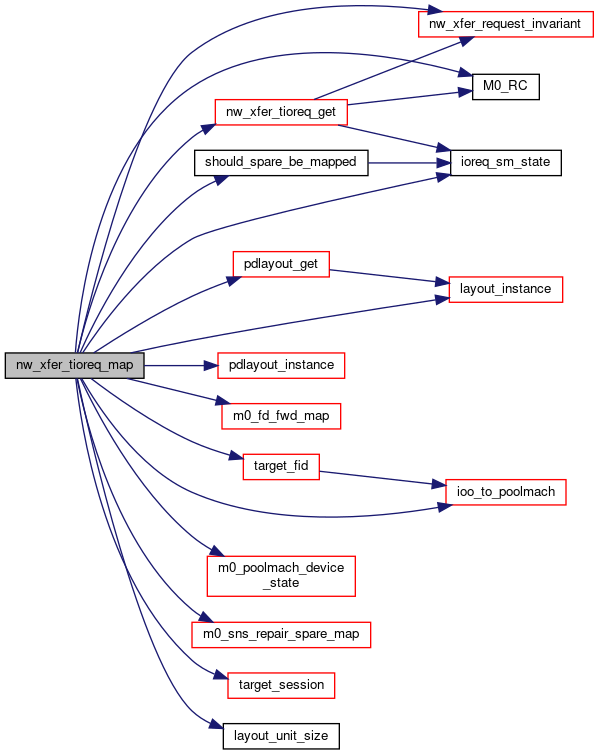 nw_xfer_request_invariant
M0_RC
nw_xfer_tioreq_get
should_spare_be_mapped
ioreq_sm_state
pdlayout_get
layout_instance
nw_xfer_tioreq_map
pdlayout_instance
m0_fd_fwd_map
target_fid
ioo_to_poolmach
m0_poolmach_device
_state
m0_sns_repair_spare_map
target_session
layout_unit_size